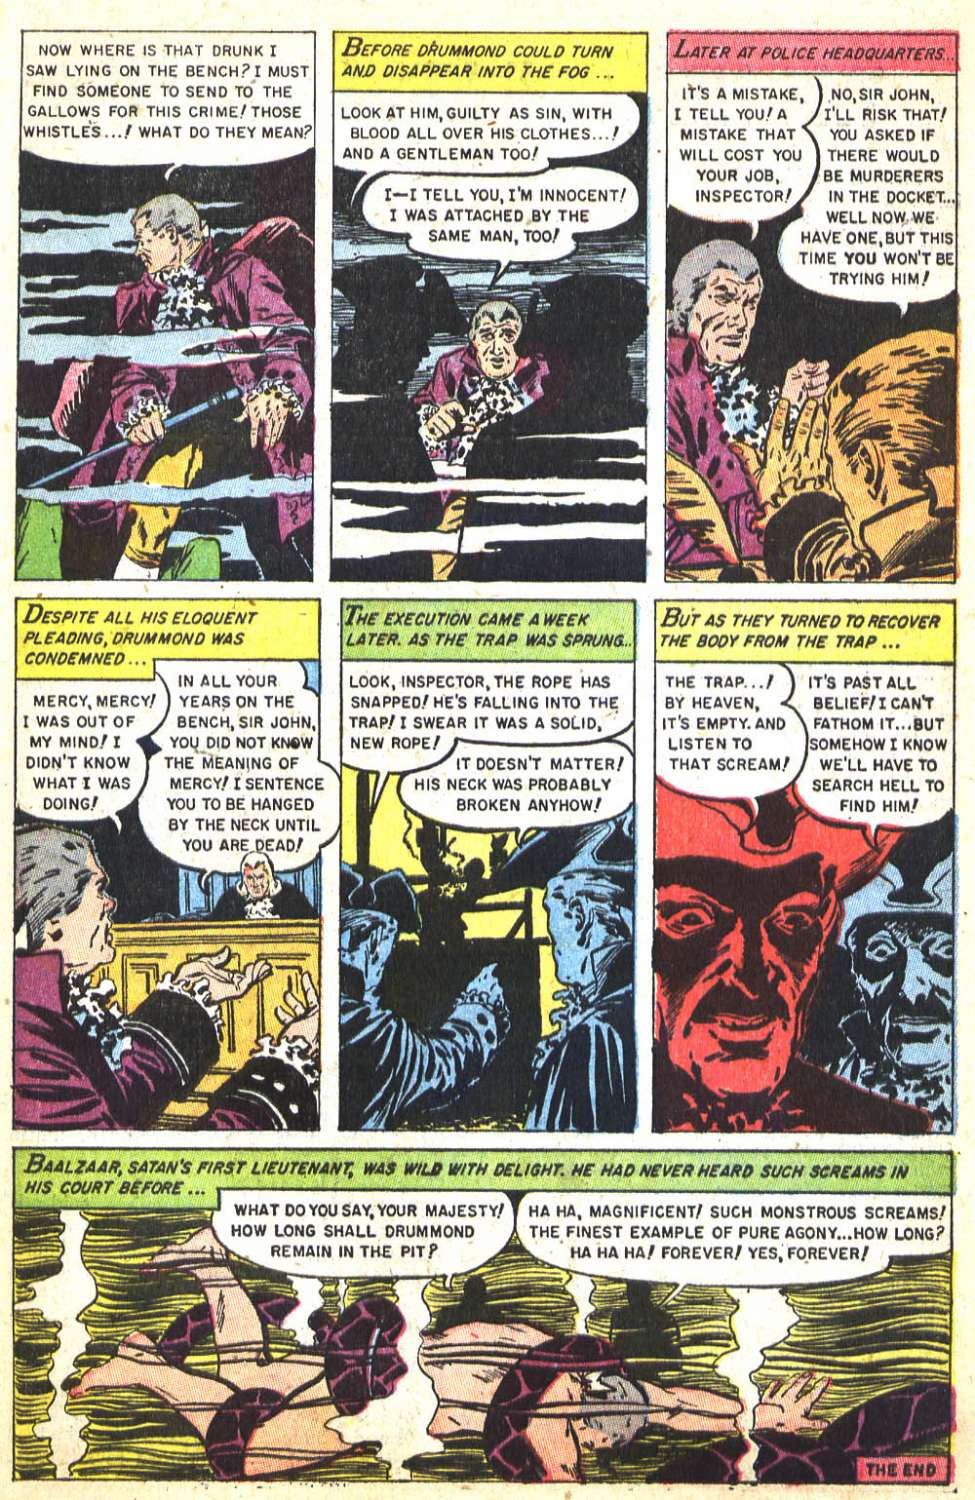 NOW WHERE IS THAT DRUNK I
SAW LYING ON THE BENCH? I MUST
FIND SOMEONE TO SEND TO THE
GALLOWS FOR THIS CRIME! THOSE
WHISTLES...! WHAT DO THEY MEAN?
BEFORE DRUMMOND COULD TURN
AND DISAPPEAR INTO THE FOG ...
LOOK AT HIM, GUILTY AS SIN, WITH
BLOOD ALL OVER HIS CLOTHES...!
AND A GENTLEMAN TOO!
I—I TELL YOU, I'M INNOCENT!
I WAS ATTACHED BY THE
SAME MAN, TOO!
LATER AT POLICE HEADQUARTERS...
IT'S A MISTAKE,
I TELL YOU! A
MISTAKE THAT
WILL COST YOU
YOUR JOB,
INSPECTOR!
NO, SIR JOHN,
I'LL RISK THAT!
YOU ASKED IF
THERE WOULD
BE MURDERERS
IN THE DOCKET...
WELL NOW WE
HAVE ONE, BUT THIS
TIME YOU WON'T BE
TRYING HIM!
DESPITE ALL HIS ELOQUENT
PLEADING, DRUMMOND WAS
CONDEMNED ...
MERCY, MERCY!
I WAS OUT OF
MY MIND! I
DIDN'T KNOW
WHAT I WAS
DOING!
IN ALL YOUR
YEARS ON THE
BENCH, SIR JOHN,
YOU DID NOT KNOW
THE MEANING OF
MERCY! I SENTENCE
YOU TO BE HANGED
BY THE NECK UNTIL
YOU ARE DEAD!
THE EXECUTION CAME A WEEK
LATER. AS THE TRAP WAS SPRUNG...
LOOK, INSPECTOR, THE ROPE HAS
SNAPPED! HE'S FALLING INTO THE
TRAP! I SWEAR IT WAS A SOLID,
NEW ROPE!
IT DOESN'T MATTER!
HIS NECK WAS PROBABLY
BROKEN ANYHOW!
BUT AS THEY TURNED TO RECOVER
THE BODY FROM THE TRAP ...
THE TRAP...!
BY HEAVEN,
IT'S EMPTY. AND
LISTEN TO
THAT SCREAM!
IT'S PAST ALL
BELIEF! I CAN'T
FATHOM IT...BUT
SOMEHOW I KNOW
WE'LL HAVE TO
SEARCH HELL TO
FIND HIM!
BAALZAAR, SATAN'S FIRST LIEUTENANT, WAS WILD WITH DELIGHT. HE HAD NEVER HEARD SUCH SCREAMS IN
HIS COURT BEFORE ...
WHAT DO YOU SAY, YOUR MAJESTY!
HOW LONG SHALL DRUMMOND
REMAIN IN THE PIT?
HA HA, MAGNIFICENT! SUCH MONSTROUS SCREAMS!
THE FINEST EXAMPLE OF PURE AGONY...HOW LONG?
HA HA HA! FOREVER! YES, FOREVER!
THE END